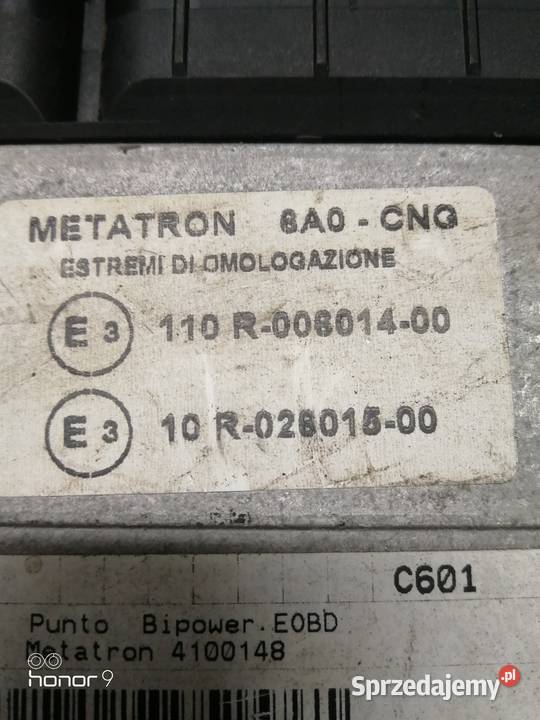 METATRON 6A0 - CNG
ESTREMI DI OMOLOGAZIONE
E 3 110 R-006014-00
E 3 10 R-026015-00
C601
Punto Bipower.EOBD
Metatron 4100148
honor 9
Sprzedajemy.pl